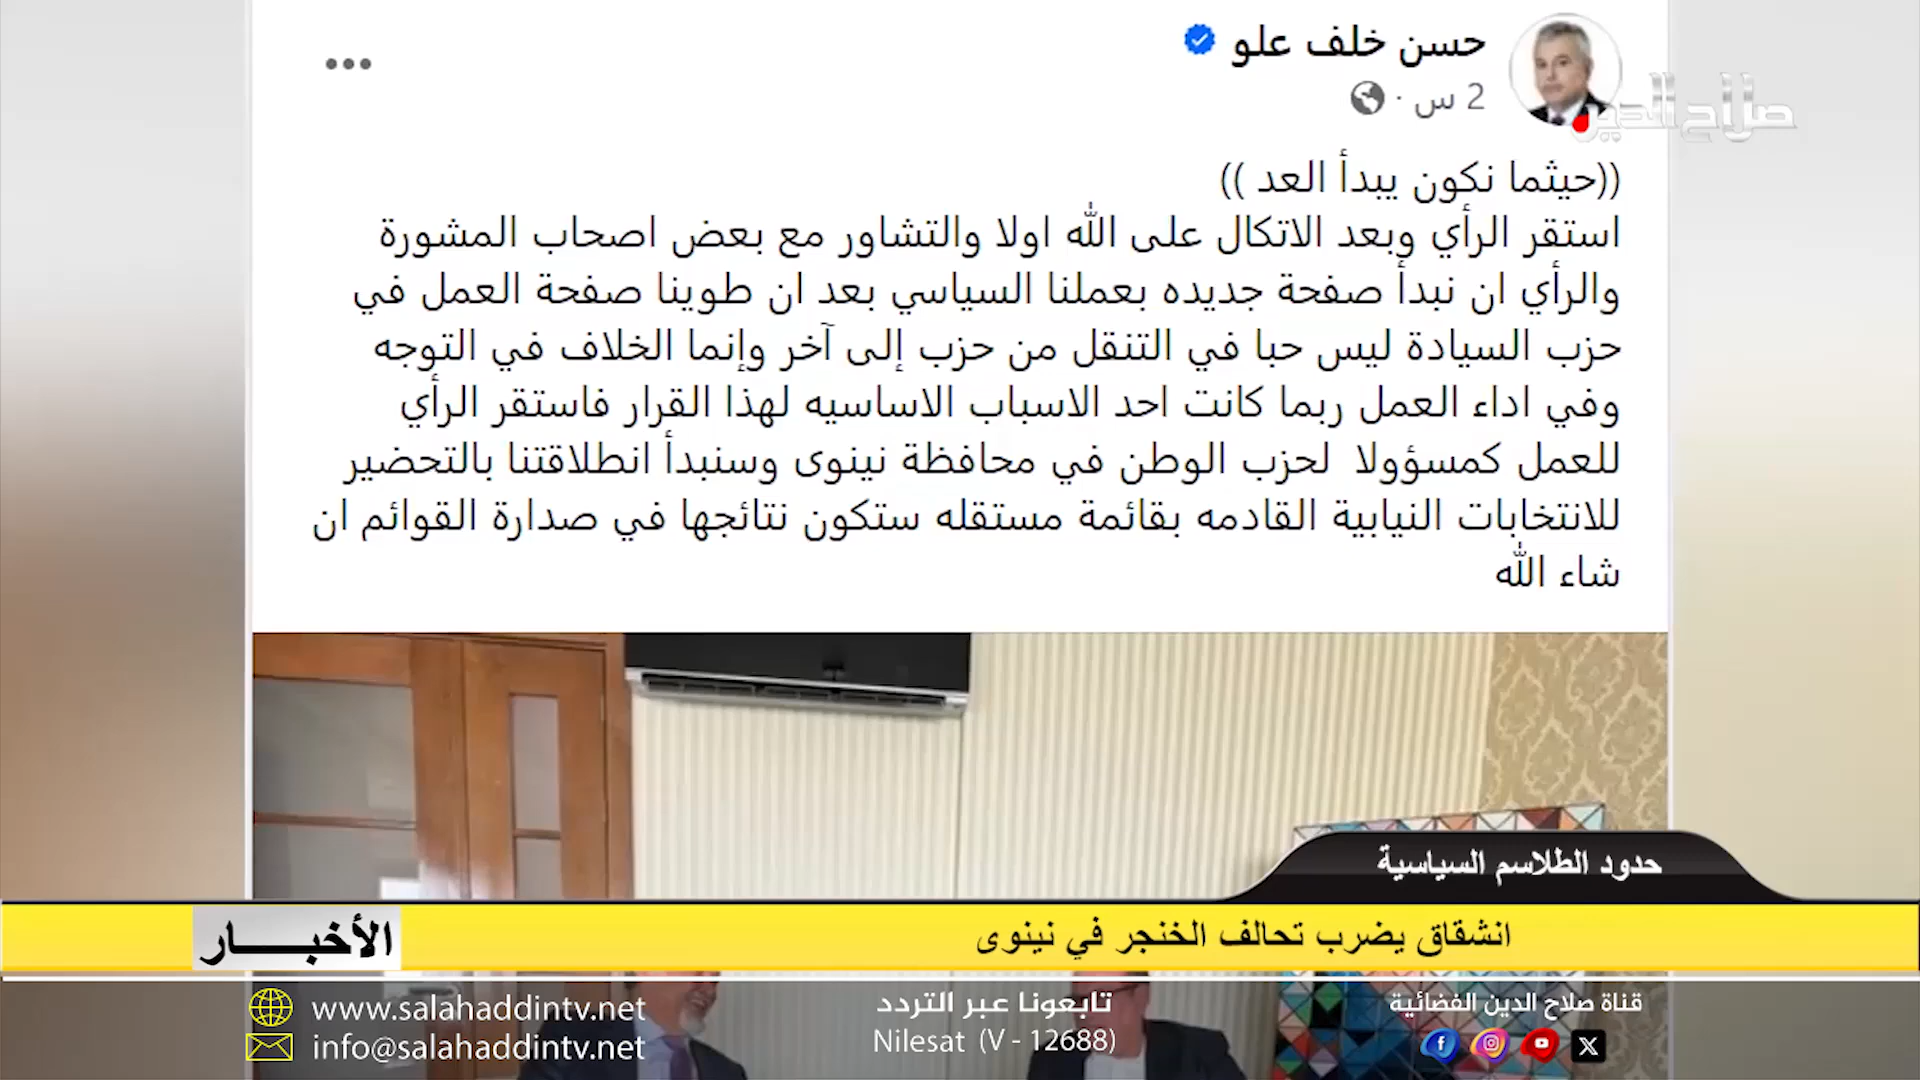 حسن خلف علو
2 س ·
صلاح الدين
((حيثما نكون يبدأ العد ))
استقر الرأي وبعد الاتكال على الله اولا والتشاور مع بعض اصحاب المشورة
والرأي ان نبدأ صفحة جديده بعملنا السياسي بعد ان طوينا صفحة العمل في
حزب السيادة ليس حبا في التنقل من حزب إلى آخر وإنما الخلاف في التوجه
وفي اداء العمل ربما كانت احد الاسباب الاساسيه لهذا القرار فاستقر الرأي
للعمل كمسؤولا لحزب الوطن في محافظة نينوى وسنبدأ انطلاقتنا بالتحضير
للانتخابات النيابية القادمه بقائمة مستقله ستكون نتائجها في صدارة القوائم ان
شاء الله
حدود الطلاسم السياسية
انشقاق يضرب تحالف الخنجر في نينوى
الأخبـــــار
قناة صلاح الدين الفضائية
تابعونا عبر التردد
Nilesat (V - 12688)
www.salahaddintv.net
info@salahaddintv.net